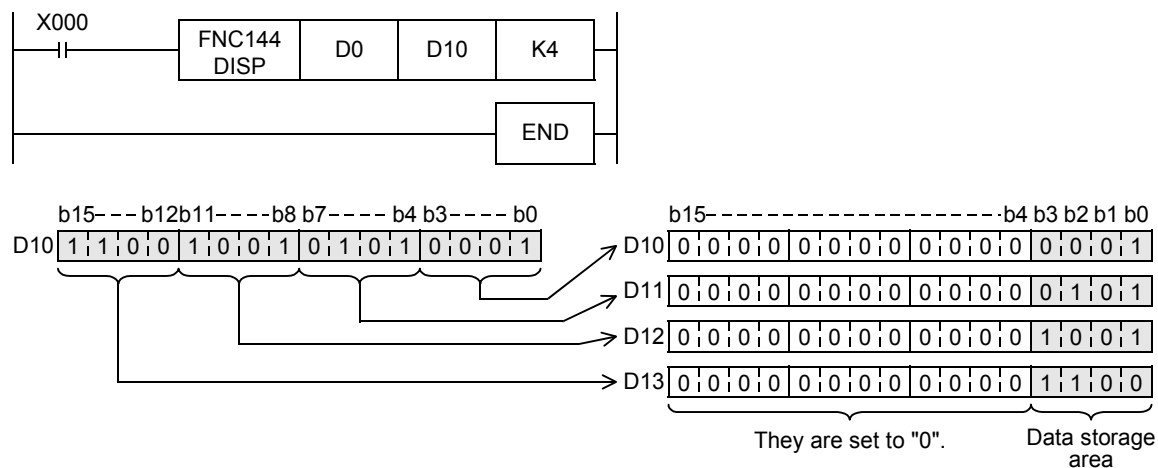 X000
FNC144 DISP D0 D10 K4
END
b15 b12 b11 b8 b7 b4 b3 b0
D10 1 1 0 0 1 0 0 1 0 1 0 1 0 0 0 1
b15 b4 b3 b2 b1 b0
D10 0 0 0 0 0 0 0 0 0 0 0 0 0 0 0 1
D11 0 0 0 0 0 0 0 0 0 0 0 0 0 1 0 1
D12 0 0 0 0 0 0 0 0 0 0 0 0 1 0 0 1
D13 0 0 0 0 0 0 0 0 0 0 0 0 1 1 0 0
They are set to "0".
Data storage
area